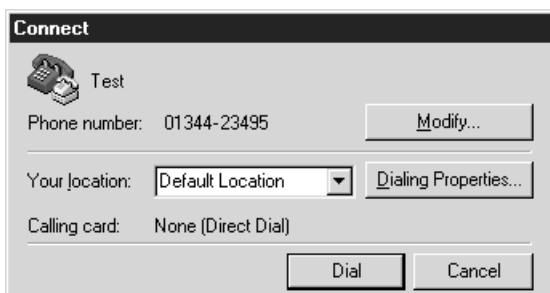 Connect
Test
Phone number: 01344-23495 Modify...
Your location: Default Location Dialing Properties...
Calling card: None (Direct Dial)
Dial Cancel